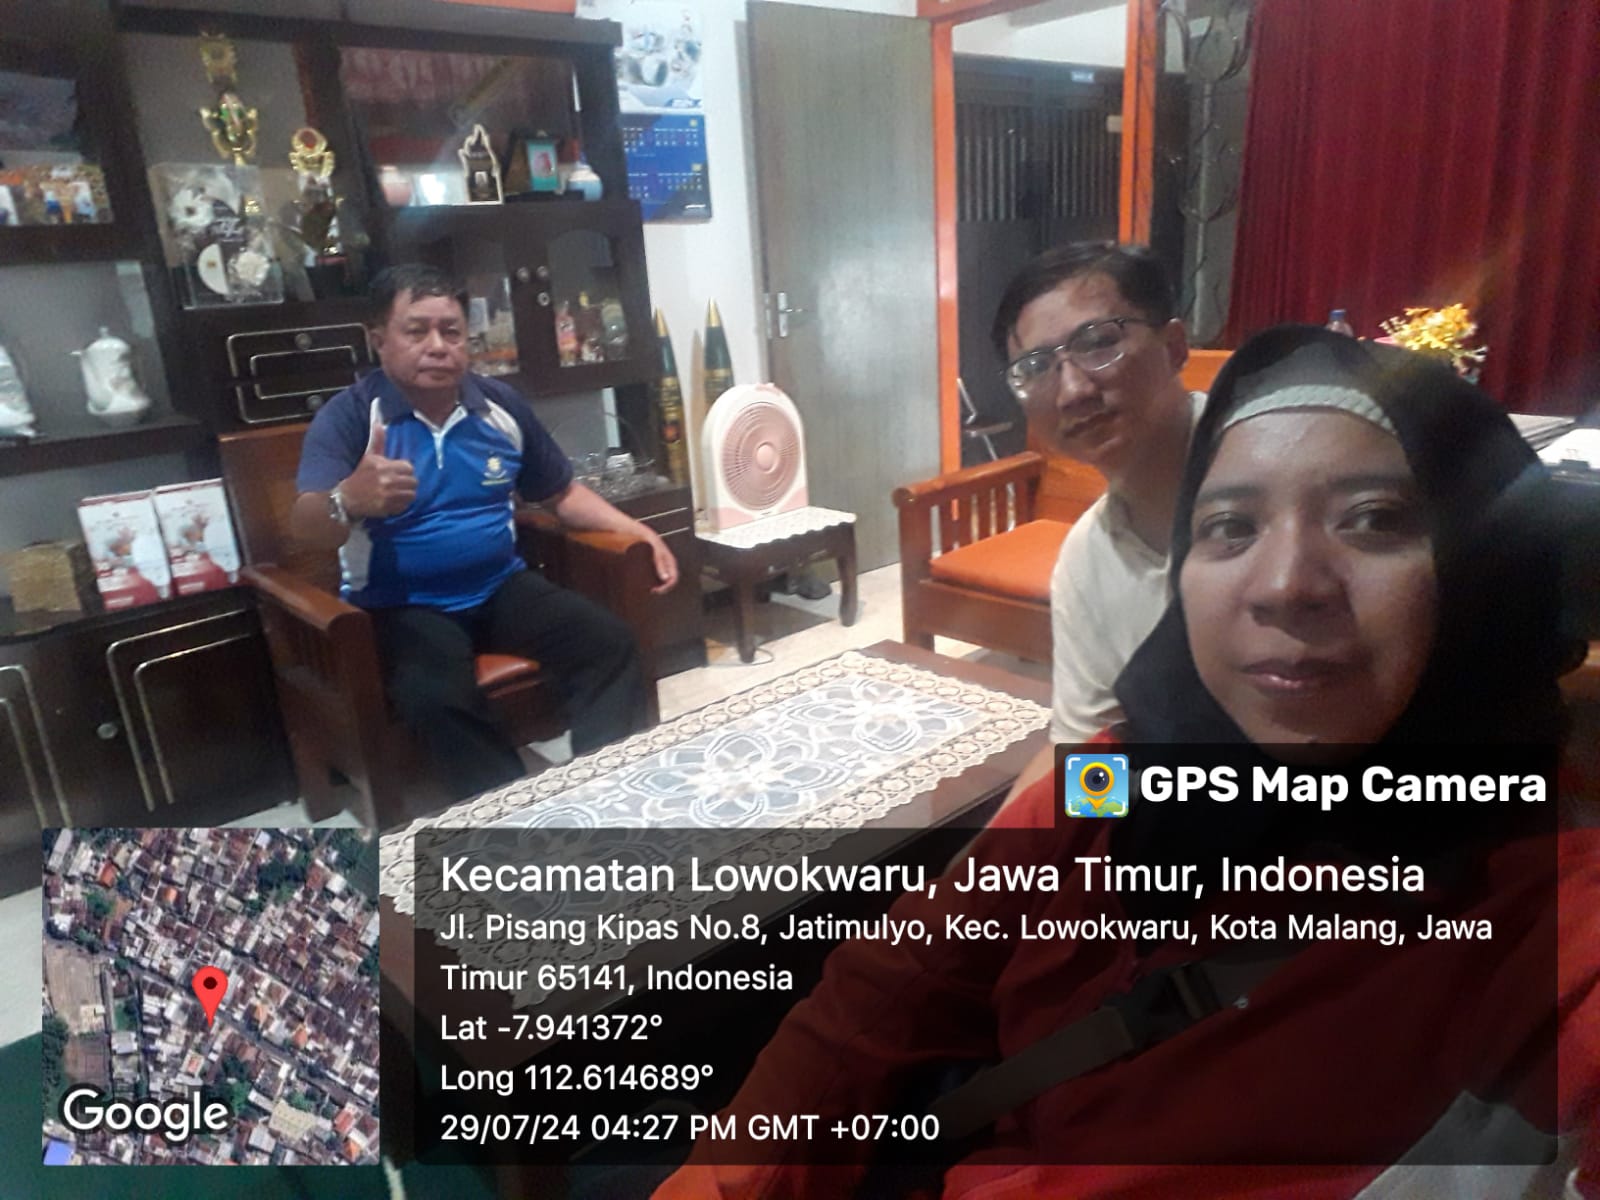 GPS Map Camera
Kecamatan Lowokwaru, Jawa Timur, Indonesia
Jl. Pisang Kipas No.8, Jatimulyo, Kec. Lowokwaru, Kota Malang, Jawa
Timur 65141, Indonesia
Lat -7.941372°
Long 112.614689°
29/07/24 04:27 PM GMT +07:00
Google